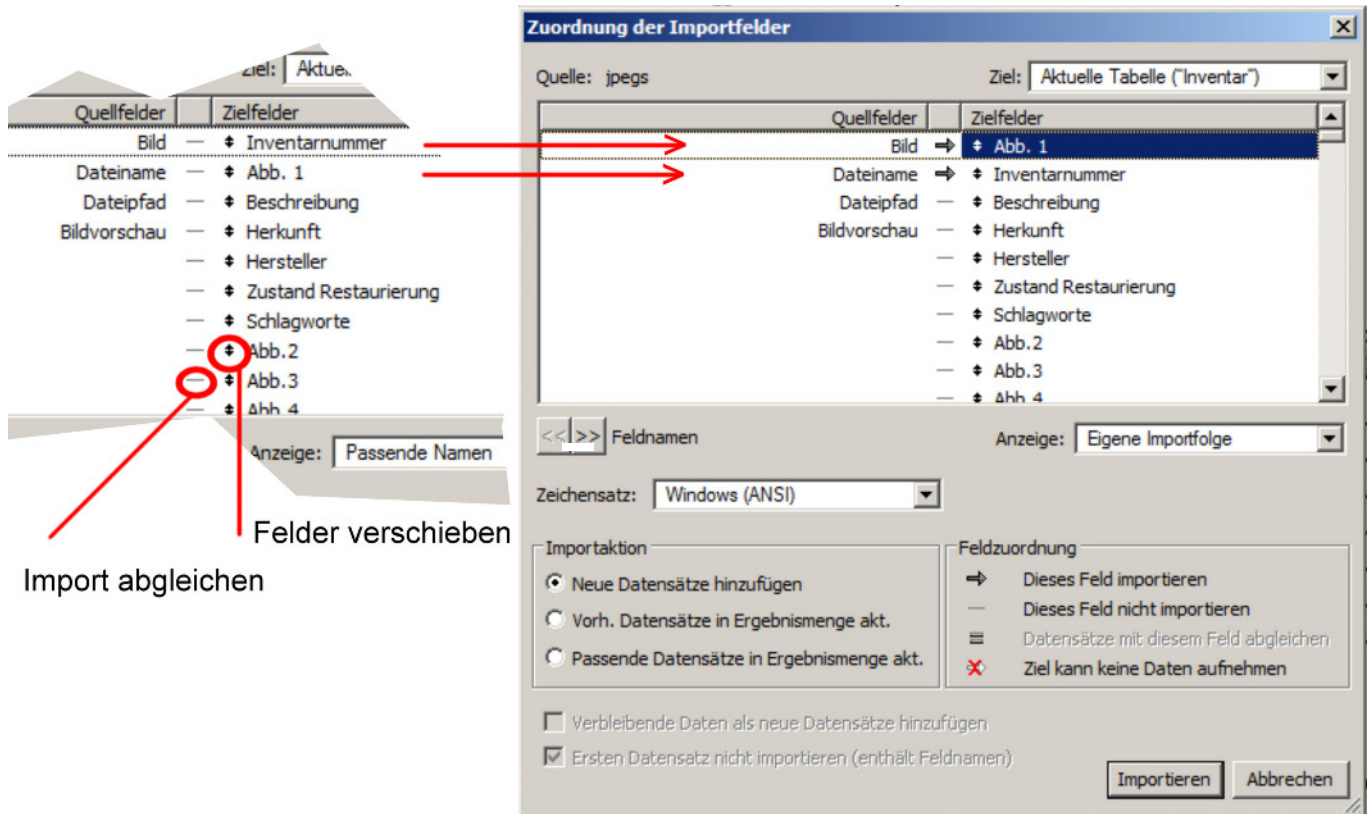 Ziel: Aktue
Quellfelder Zielfelder
Bild — Inventarnummer
Dateiname — Abb. 1
Dateipfad — Beschreibung
Bildvorschau — Herkunft
— Hersteller
— Zustand Restaurierung
— Schlagworte
— Abb.2
— Abb.3
— Abb 4
Anzeige: Passende Namen
Felder verschieben
Import abgleichen
Zuordnung der Importfelder
Quelle: jpegs Ziel: Aktuelle Tabelle ("Inventar")
Quellfelder Zielfelder
Bild Abb. 1
Dateiname Inventarnummer
Dateipfad — Beschreibung
Bildvorschau — Herkunft
— Hersteller
— Zustand Restaurierung
— Schlagworte
— Abb.2
— Abb.3
— Abb 4
<< >> Feldnamen Anzeige: Eigene Importfolge
Zeichensatz: Windows (ANSI)
Importaktion
Neue Datensätze hinzufügen
Vorh. Datensätze in Ergebnismenge akt.
Passende Datensätze in Ergebnismenge akt.
Feldzuordnung
Dieses Feld importieren
— Dieses Feld nicht importieren
Datensätze mit diesem Feld abgleichen
Ziel kann keine Daten aufnehmen
Verbleibende Daten als neue Datensätze hinzufügen
Ersten Datensatz nicht importieren (enthält Feldnamen)
Importieren Abbrechen